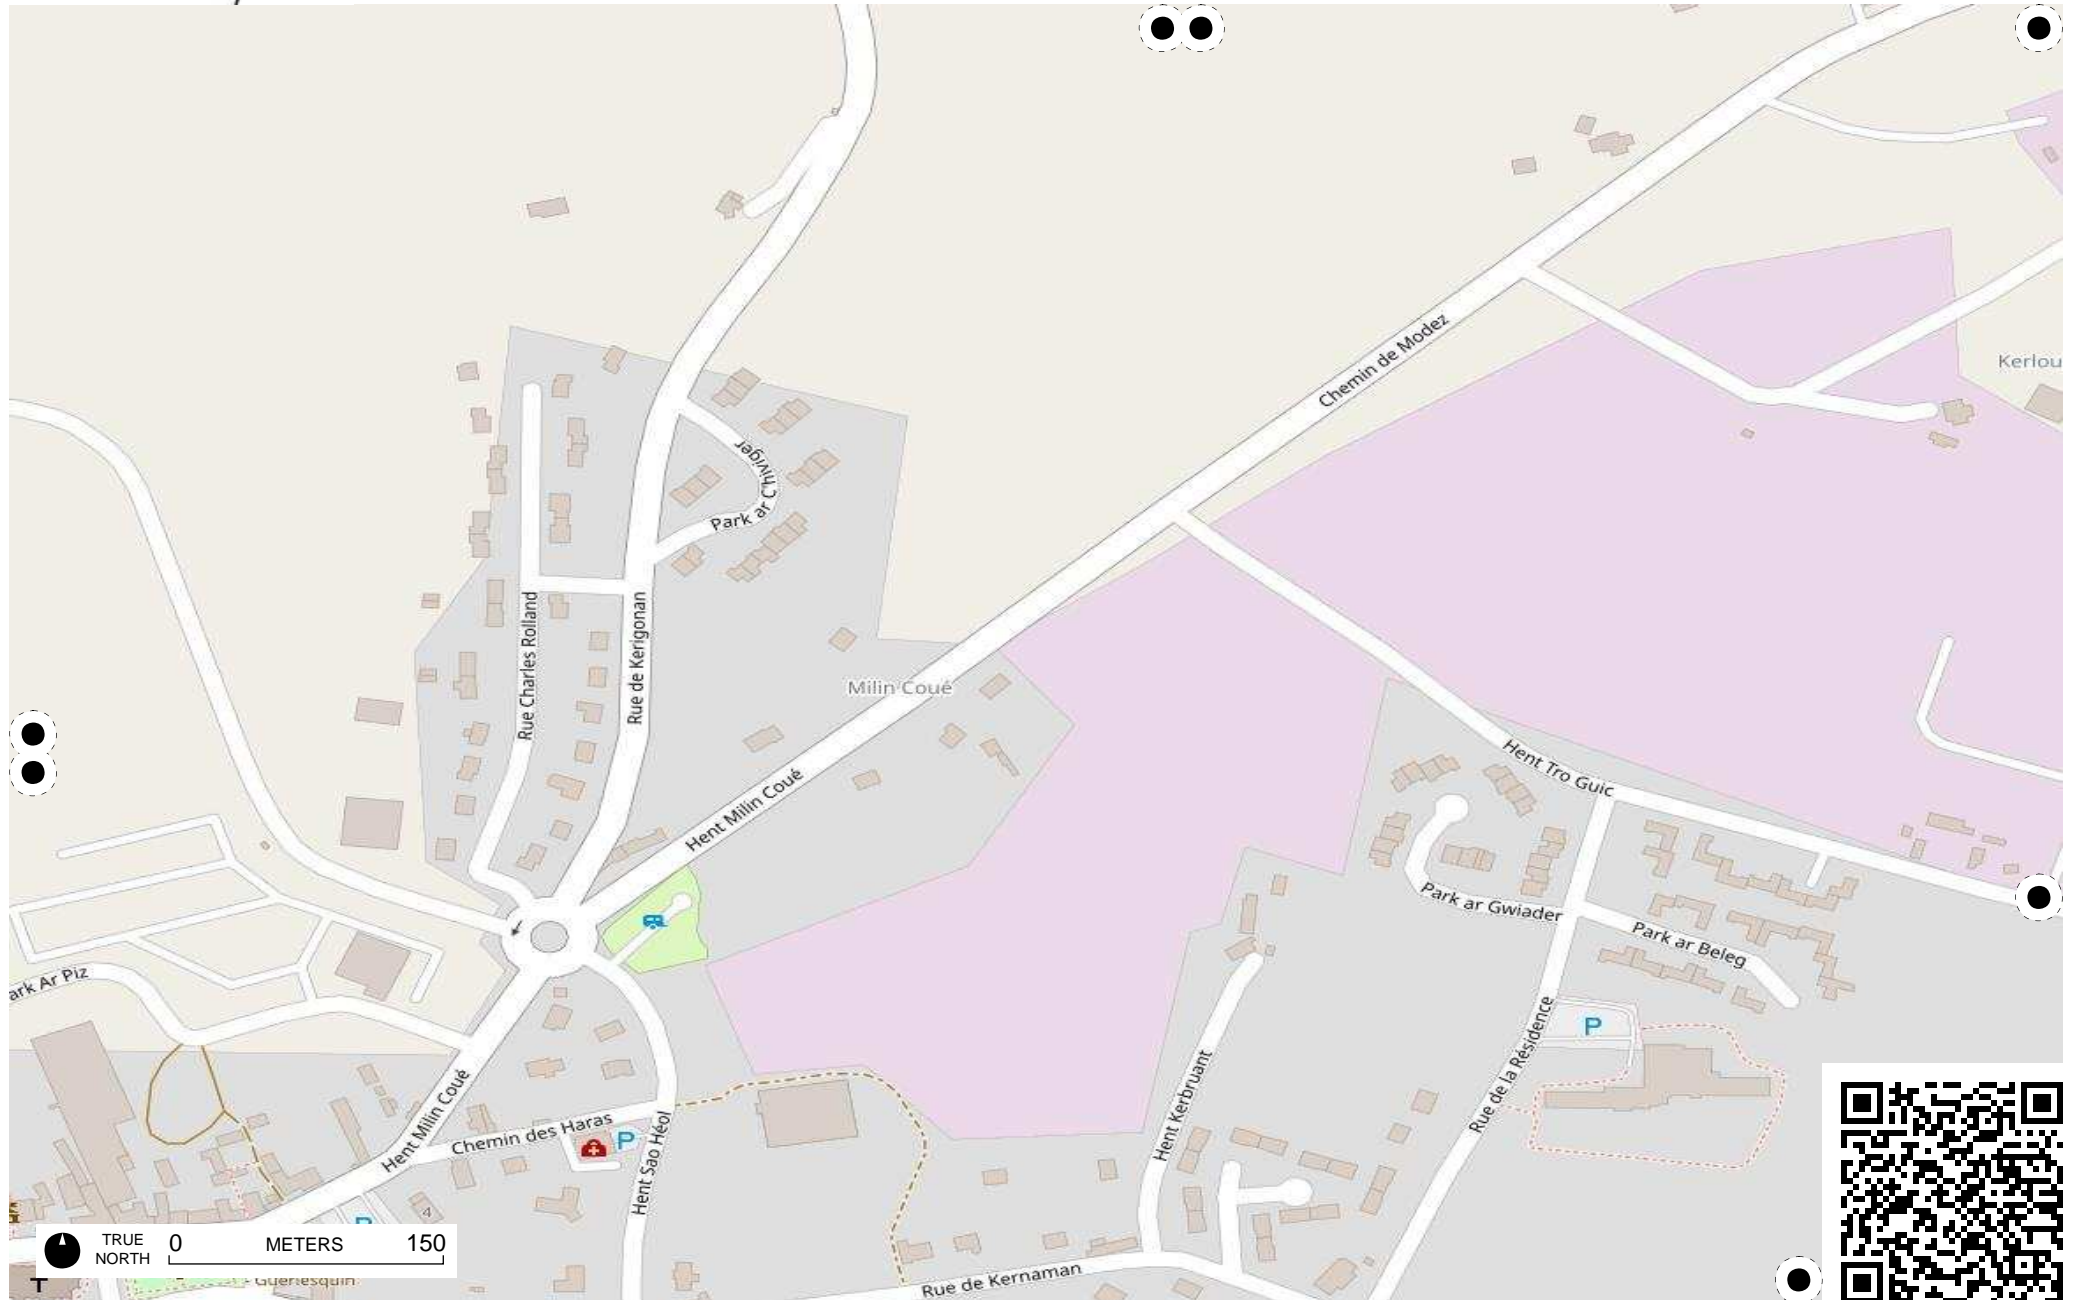 Chemin de Modez
Kerlou
Park ar C'hiviger
Rue Charles Rolland
Rue de Kerigonan
Milin Coué
Hent Milin Coué
Hent Tro Guic
Park ar Gwiader
Park ar Beleg
ark Ar Piz
Rue de la Résidence
P
Hent Kerbruant
Hent Milin Coué
Chemin des Haras
P
Hent Sao Héol
4
P
TRUE NORTH
0 METERS 150
Guerlesquin
Rue de Kernaman